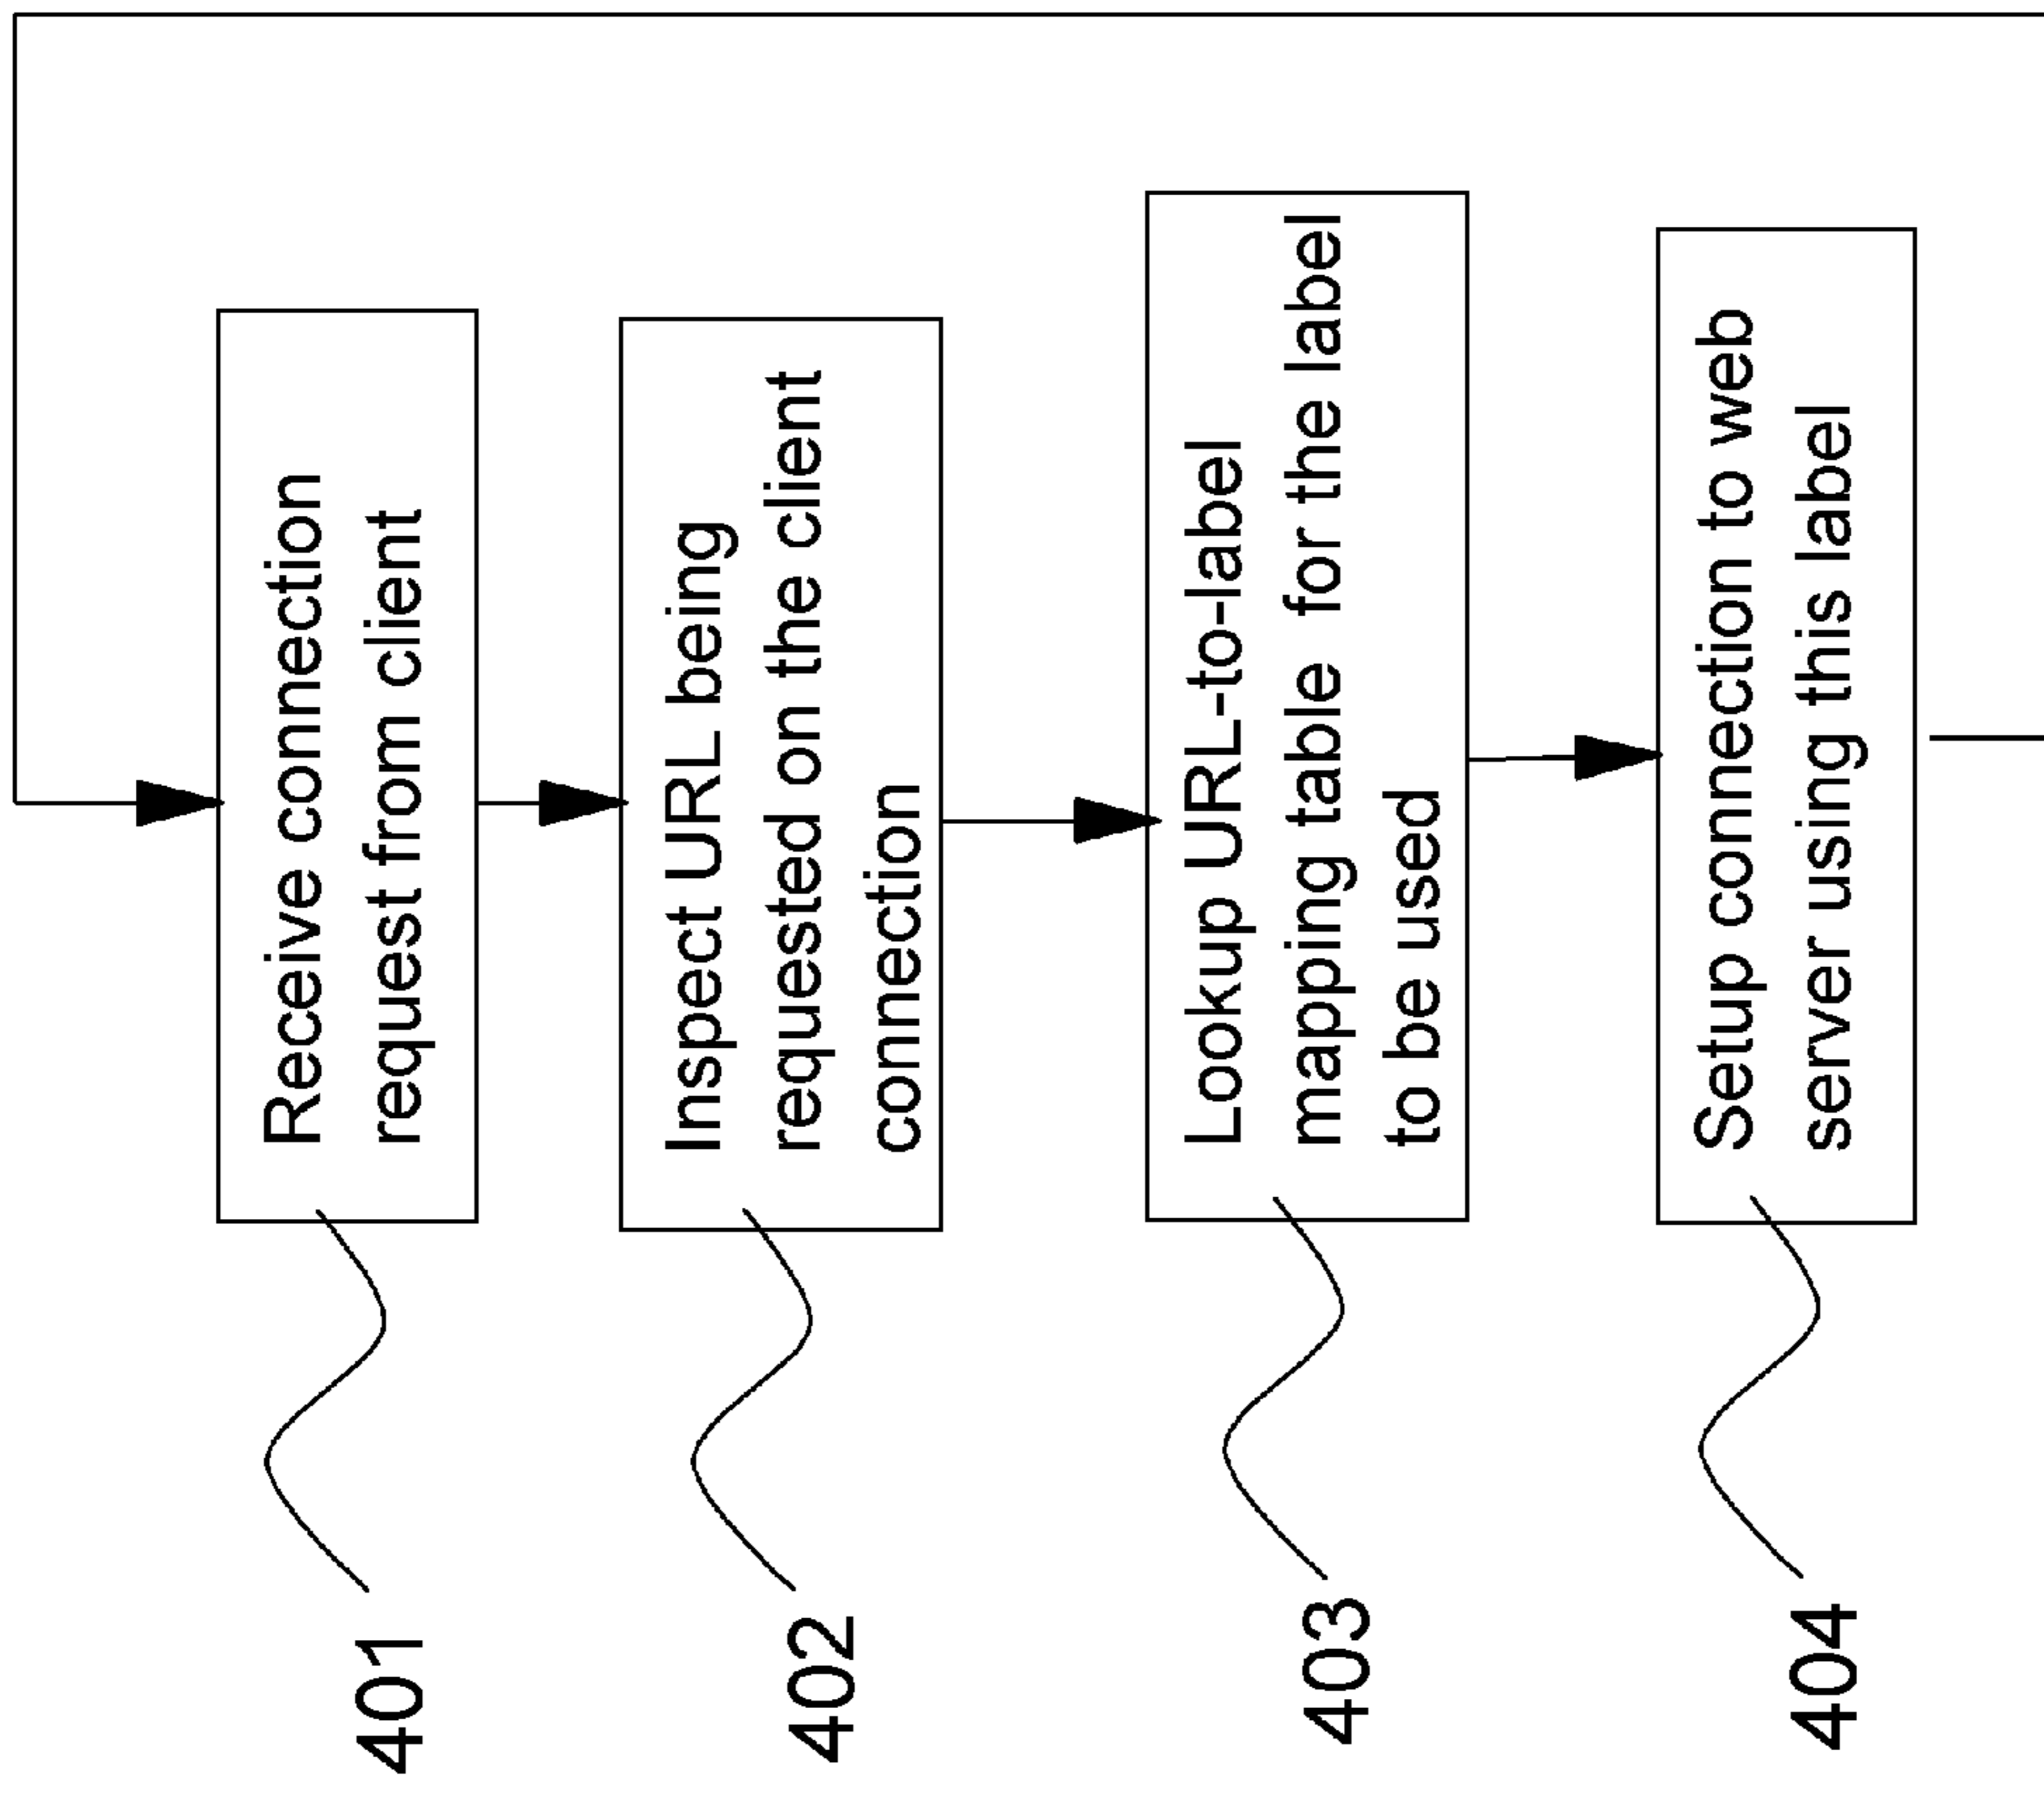 401
Receive connection
request from client
402
Inspect URL being
requested on the client
connection
403
Lookup URL-to-label
mapping table for the label
to be used
404
Setup connection to web
server using this label